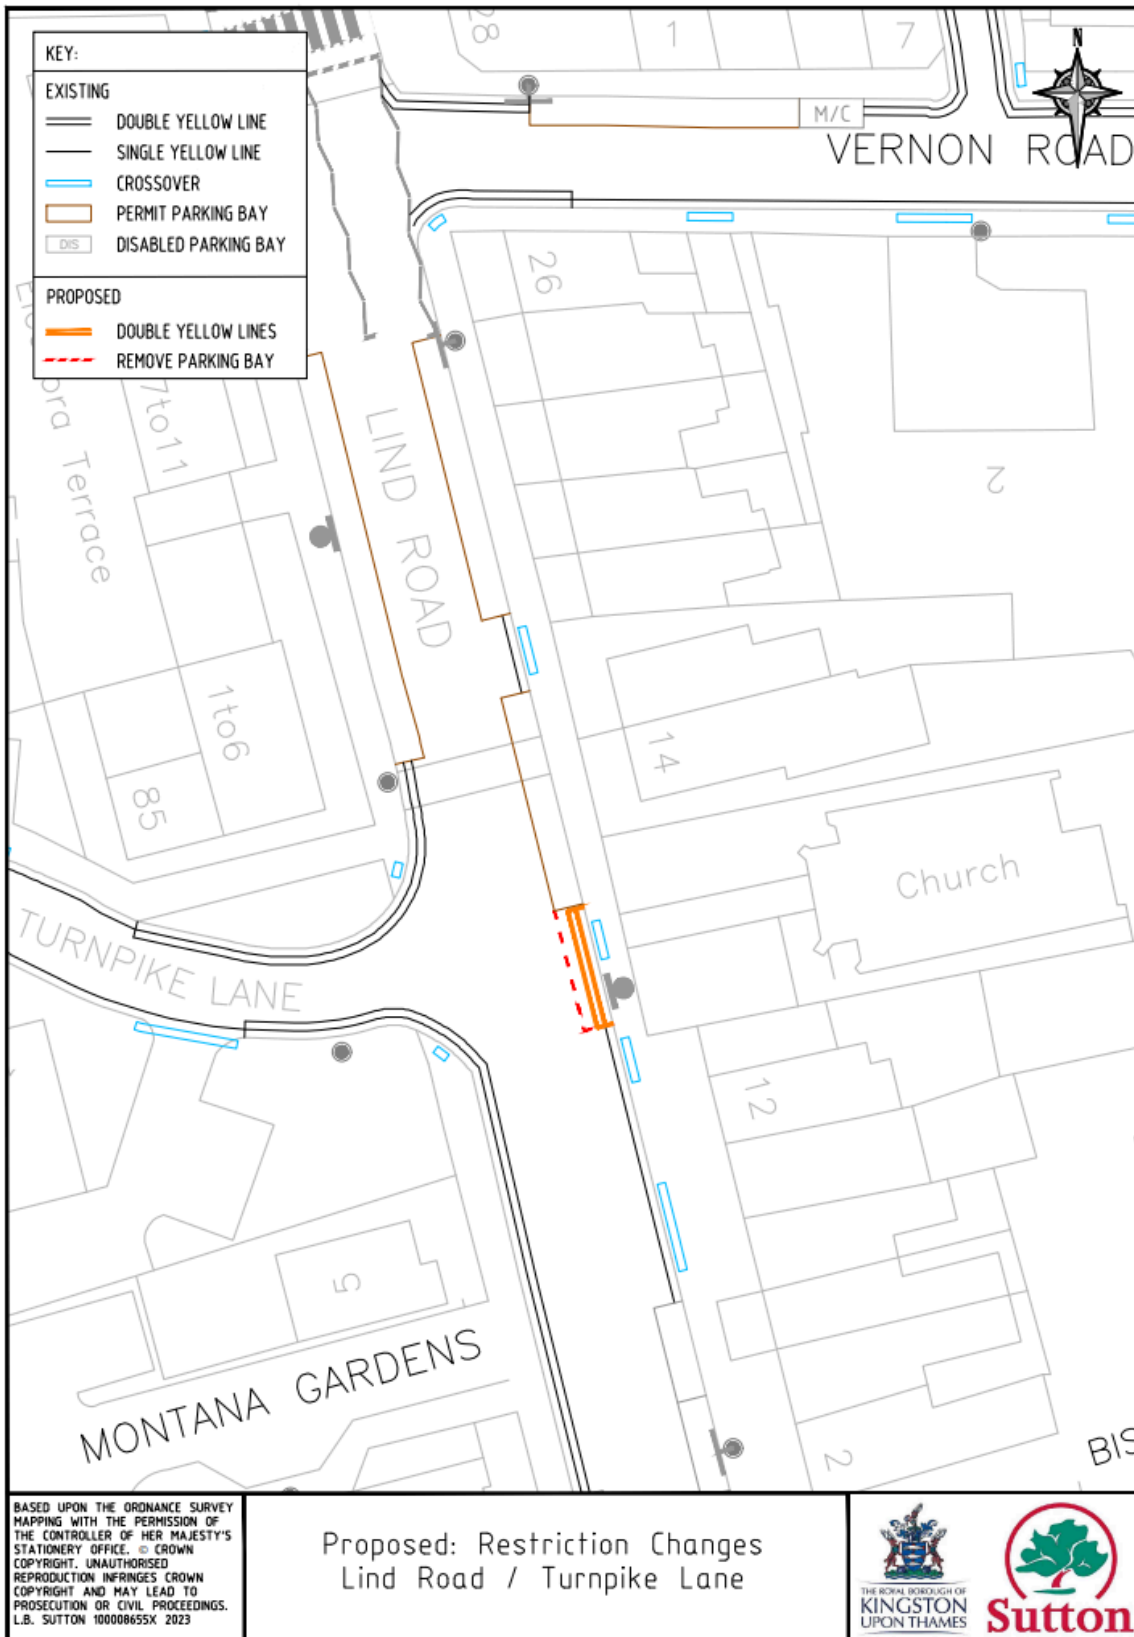 KEY:
EXISTING
DOUBLE YELLOW LINE
SINGLE YELLOW LINE
CROSSOVER
PERMIT PARKING BAY
DIS DISABLED PARKING BAY
PROPOSED
DOUBLE YELLOW LINES
REMOVE PARKING BAY
28
1
7
N
M/C
VERNON ROAD
26
ora Terrace
7to11
LIND ROAD
2
1to6
85
14
Church
TURNPIKE LANE
12
5
MONTANA GARDENS
2
BIS
BASED UPON THE ORDNANCE SURVEY
MAPPING WITH THE PERMISSION OF
THE CONTROLLER OF HER MAJESTY'S
STATIONERY OFFICE. © CROWN
COPYRIGHT. UNAUTHORISED
REPRODUCTION INFRINGES CROWN
COPYRIGHT AND MAY LEAD TO
PROSECUTION OR CIVIL PROCEEDINGS.
L.B. SUTTON 100008655X 2023
Proposed: Restriction Changes
Lind Road / Turnpike Lane
THE ROYAL BOROUGH OF
KINGSTON
UPON THAMES
Sutton